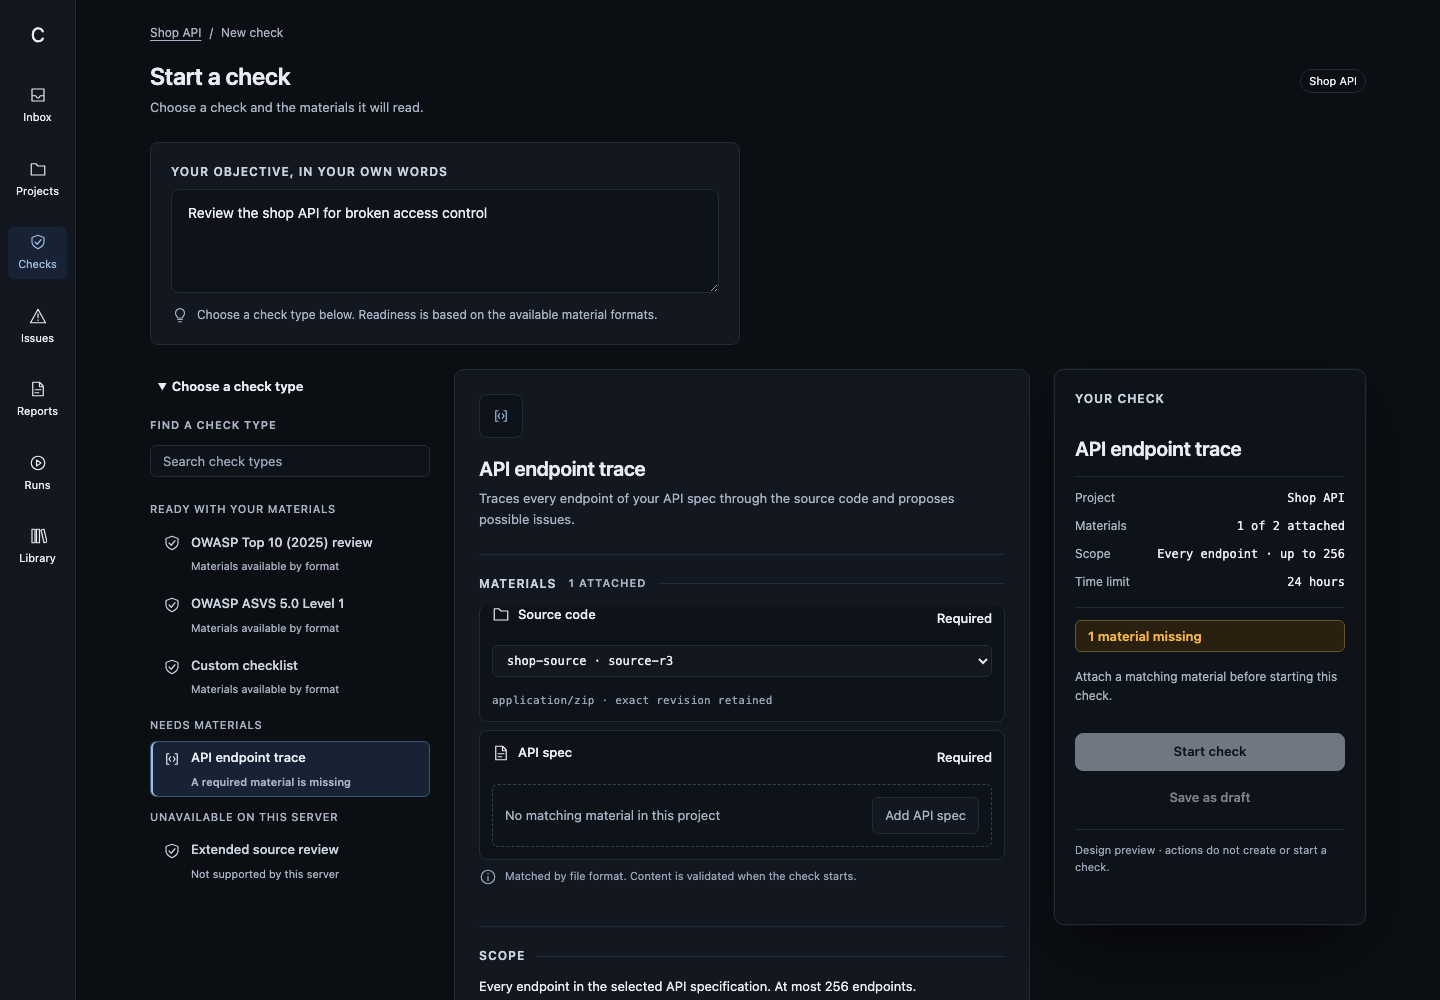 C
Inbox
Projects
Checks
Issues
Reports
Runs
Library
Shop API / New check
Start a check
Shop API
Choose a check and the materials it will read.
YOUR OBJECTIVE, IN YOUR OWN WORDS
Review the shop API for broken access control
Choose a check type below. Readiness is based on the available material formats.
▼ Choose a check type
FIND A CHECK TYPE
Search check types
READY WITH YOUR MATERIALS
OWASP Top 10 (2025) review
Materials available by format
OWASP ASVS 5.0 Level 1
Materials available by format
Custom checklist
Materials available by format
NEEDS MATERIALS
API endpoint trace
A required material is missing
UNAVAILABLE ON THIS SERVER
Extended source review
Not supported by this server
API endpoint trace
Traces every endpoint of your API spec through the source code and proposes
possible issues.
MATERIALS 1 ATTACHED
Source code Required
shop-source · source-r3
application/zip · exact revision retained
API spec Required
No matching material in this project Add API spec
Matched by file format. Content is validated when the check starts.
SCOPE
Every endpoint in the selected API specification. At most 256 endpoints.
YOUR CHECK
API endpoint trace
Project Shop API
Materials 1 of 2 attached
Scope Every endpoint · up to 256
Time limit 24 hours
1 material missing
Attach a matching material before starting this
check.
Start check
Save as draft
Design preview · actions do not create or start a
check.